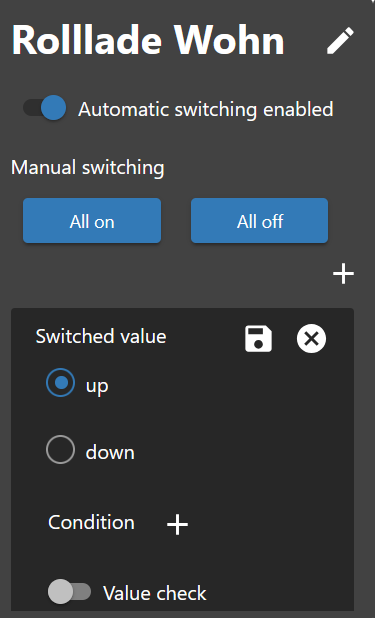 Rolllade Wohn
Automatic switching enabled
Manual switching
All on All off
Switched value
up
down
Condition
Value check